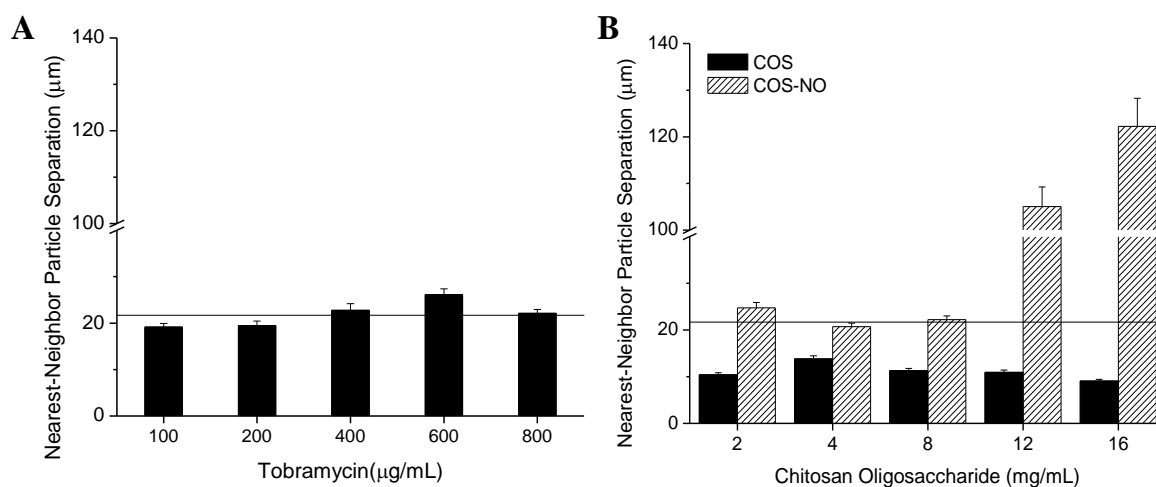 A
Nearest-Neighbor Particle Separation (μm)
140
120
100
20
0
100 200 400 600 800
Tobramycin(μg/mL)
B
Nearest-Neighbor Particle Separation (μm)
140
120
100
20
0
COS
COS-NO
2 4 8 12 16
Chitosan Oligosaccharide (mg/mL)